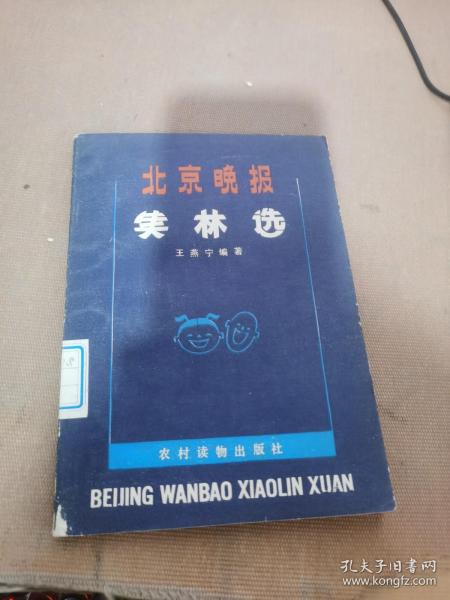 北京晚报
笑林选
王燕宁编著
农村读物出版社
BEIJING WANBAO XIAOLIN XUAN
孔夫子旧书网
www.kongfz.com